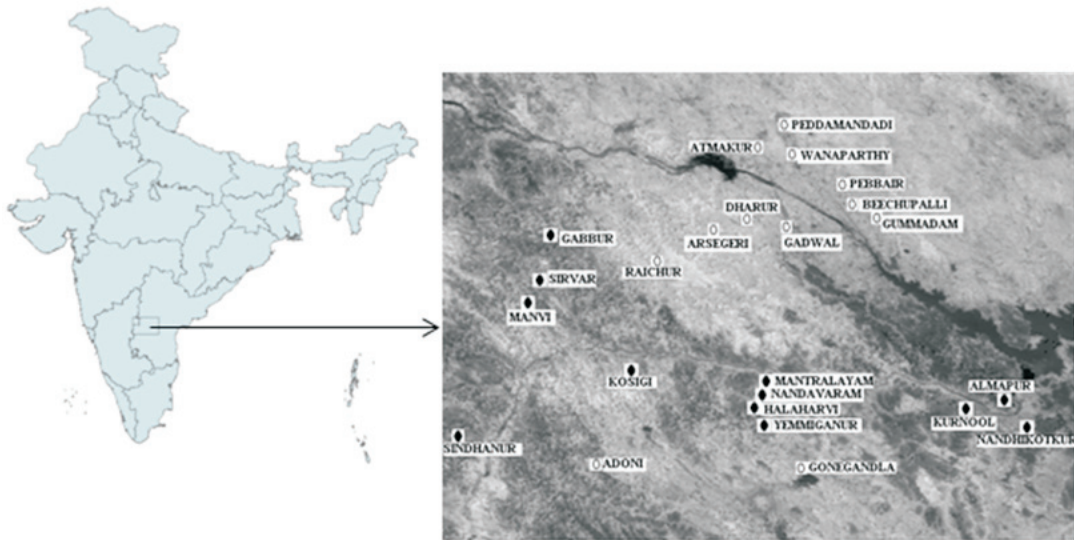 PEDDAMANDADI
ATMAKUR
WANAPARTHY
PEBBAIR
BEECHUPALLI
DHARUR
GUMMADAM
ARSEGERI
GADWAL
GABBUR
RAICHUR
SIRVAR
MANVI
KOSIGI
MANTRALAYAM
NANDAVARAM
ALMAPUR
HALAHARVI
KURNOOL
YEMMIGANUR
NANDHIKOTKUR
SINDHANUR
ADONI
GONEGANDLA